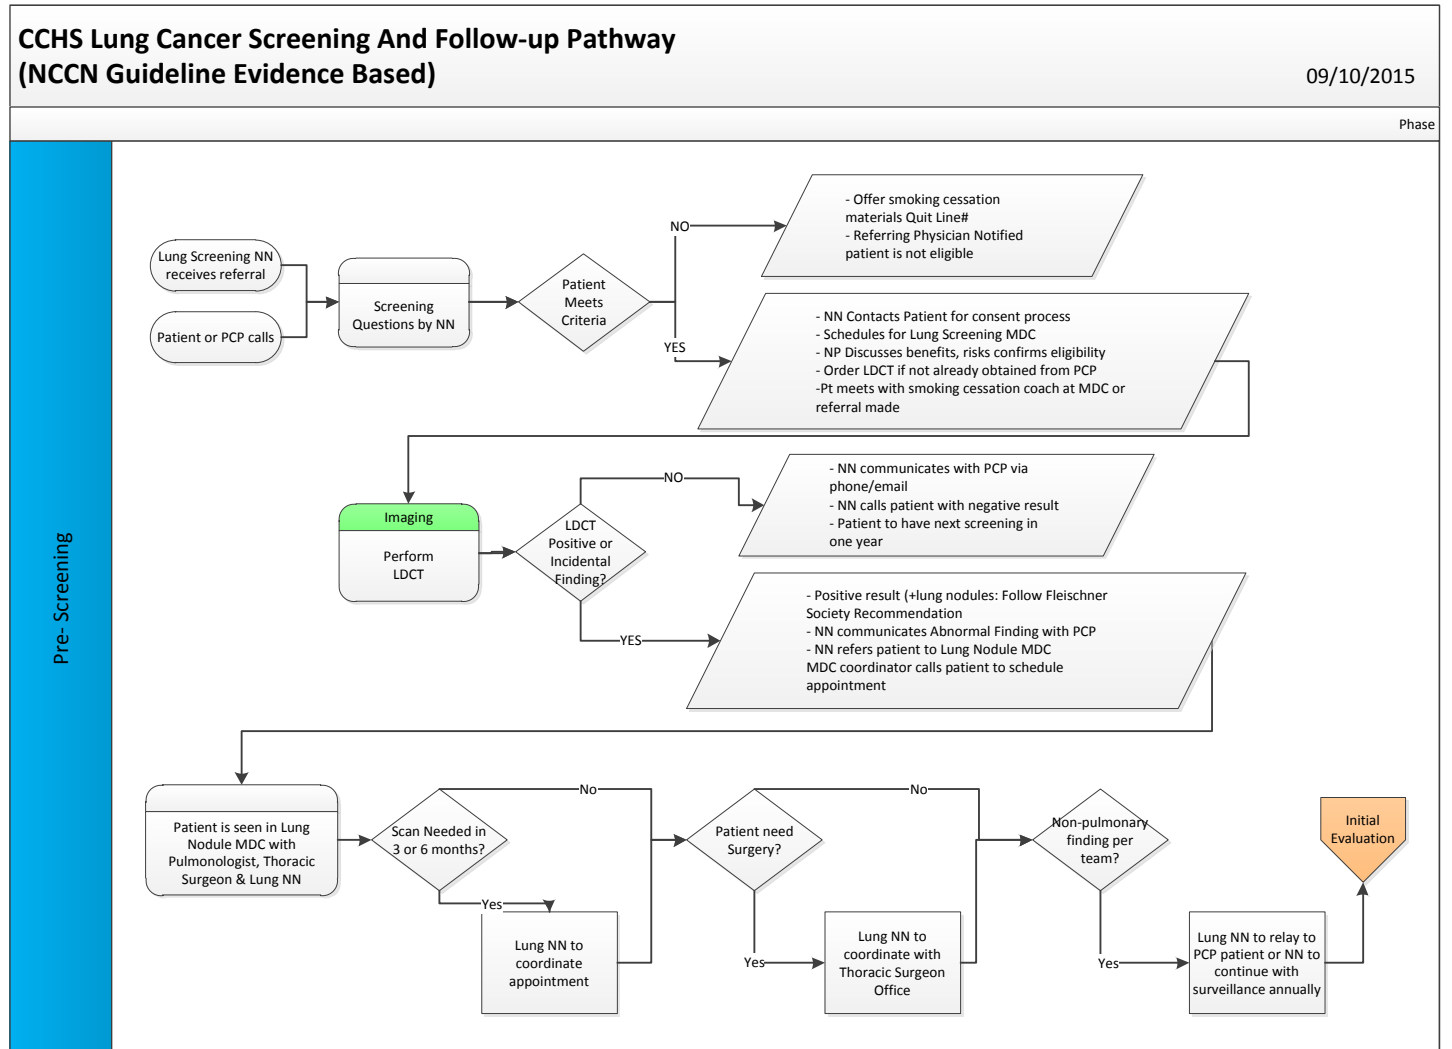 CCHS Lung Cancer Screening And Follow-up Pathway
(NCCN Guideline Evidence Based)
09/10/2015
Phase
Pre- Screening
Lung Screening NN
receives referral
Patient or PCP calls
Screening
Questions by NN
Patient
Meets
Criteria
NO
- Offer smoking cessation
materials Quit Line#
- Referring Physician Notified
patient is not eligible
YES
- NN Contacts Patient for consent process
- Schedules for Lung Screening MDC
- NP Discusses benefits, risks confirms eligibility
- Order LDCT if not already obtained from PCP
-Pt meets with smoking cessation coach at MDC or
referral made
Imaging
Perform
LDCT
LDCT
Positive or
Incidental
Finding?
NO
- NN communicates with PCP via
phone/email
- NN calls patient with negative result
- Patient to have next screening in
one year
YES
- Positive result (+lung nodules: Follow Fleischner
Society Recommendation
- NN communicates Abnormal Finding with PCP
- NN refers patient to Lung Nodule MDC
MDC coordinator calls patient to schedule
appointment
Patient is seen in Lung
Nodule MDC with
Pulmonologist, Thoracic
Surgeon & Lung NN
Scan Needed in
3 or 6 months?
No
Yes
Lung NN to
coordinate
appointment
Patient need
Surgery?
No
Yes
Lung NN to
coordinate with
Thoracic Surgeon
Office
Non-pulmonary
finding per
team?
Yes
Lung NN to relay to
PCP patient or NN to
continue with
surveillance annually
Initial
Evaluation